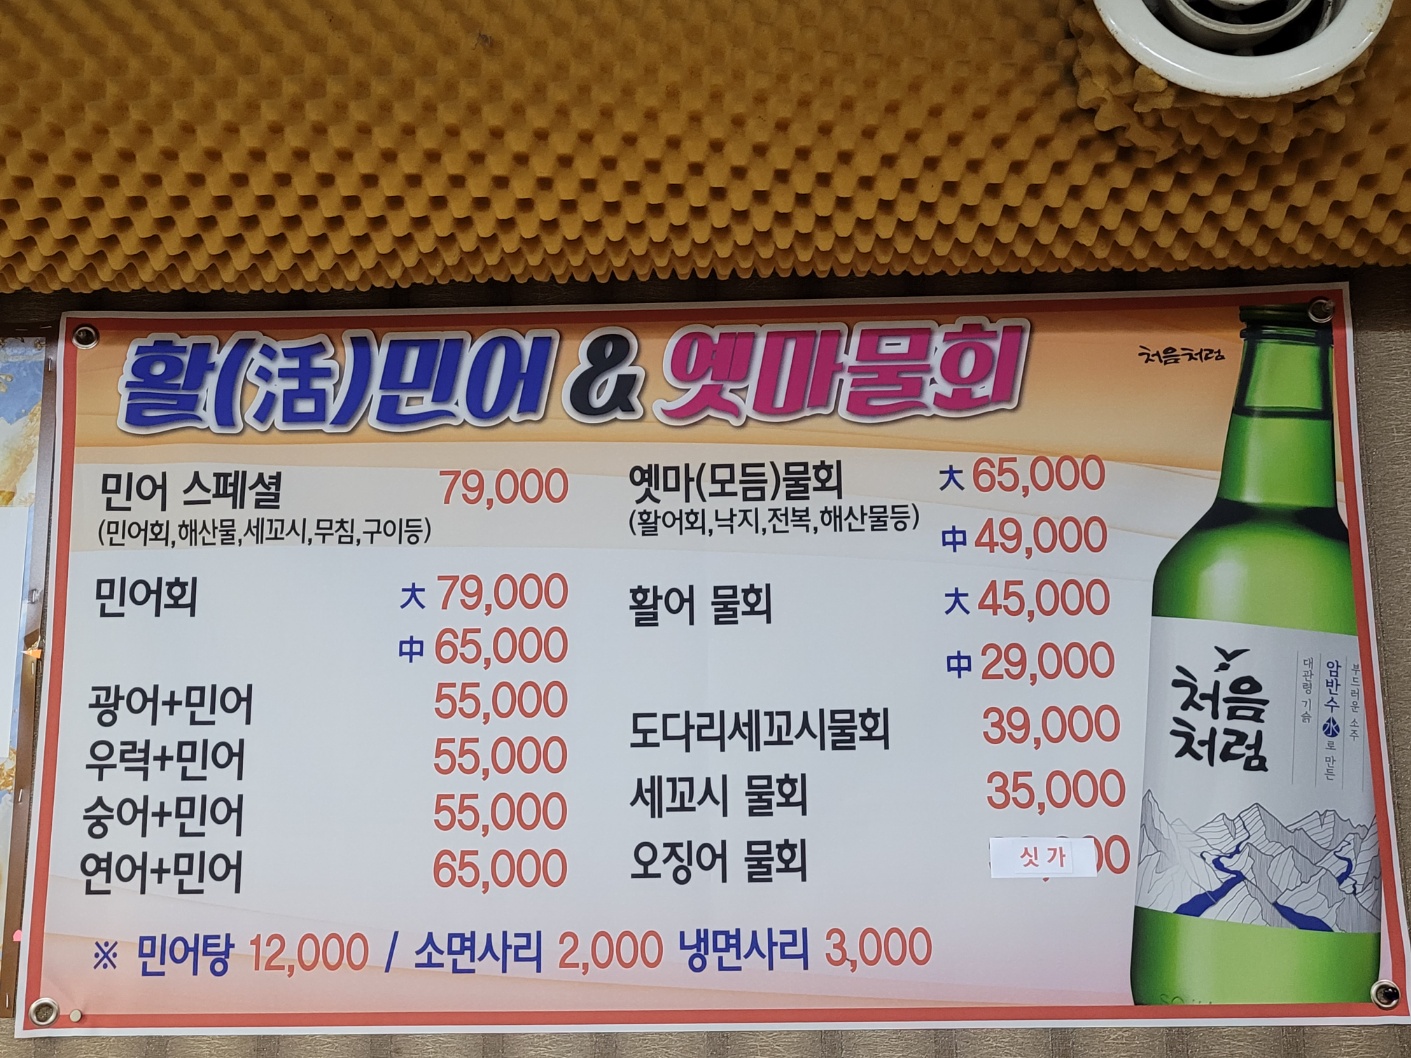 활(活)민어 & 옛마물회
처음처럼
민어 스페셜 79,000
(민어회,해산물,세꼬시,무침,구이등)
민어회 大 79,000
中 65,000
광어+민어 55,000
우럭+민어 55,000
숭어+민어 55,000
연어+민어 65,000
옛마(모듬)물회 大 65,000
(활어회,낙지,전복,해산물등)
中 49,000
활어 물회 大 45,000
中 29,000
도다리세꼬시물회 39,000
세꼬시 물회 35,000
오징어 물회 싯가
※ 민어탕 12,000 / 소면사리 2,000 냉면사리 3,000
처음
처럼
대관령 기슭
암반수水로 만든
부드러운 소주